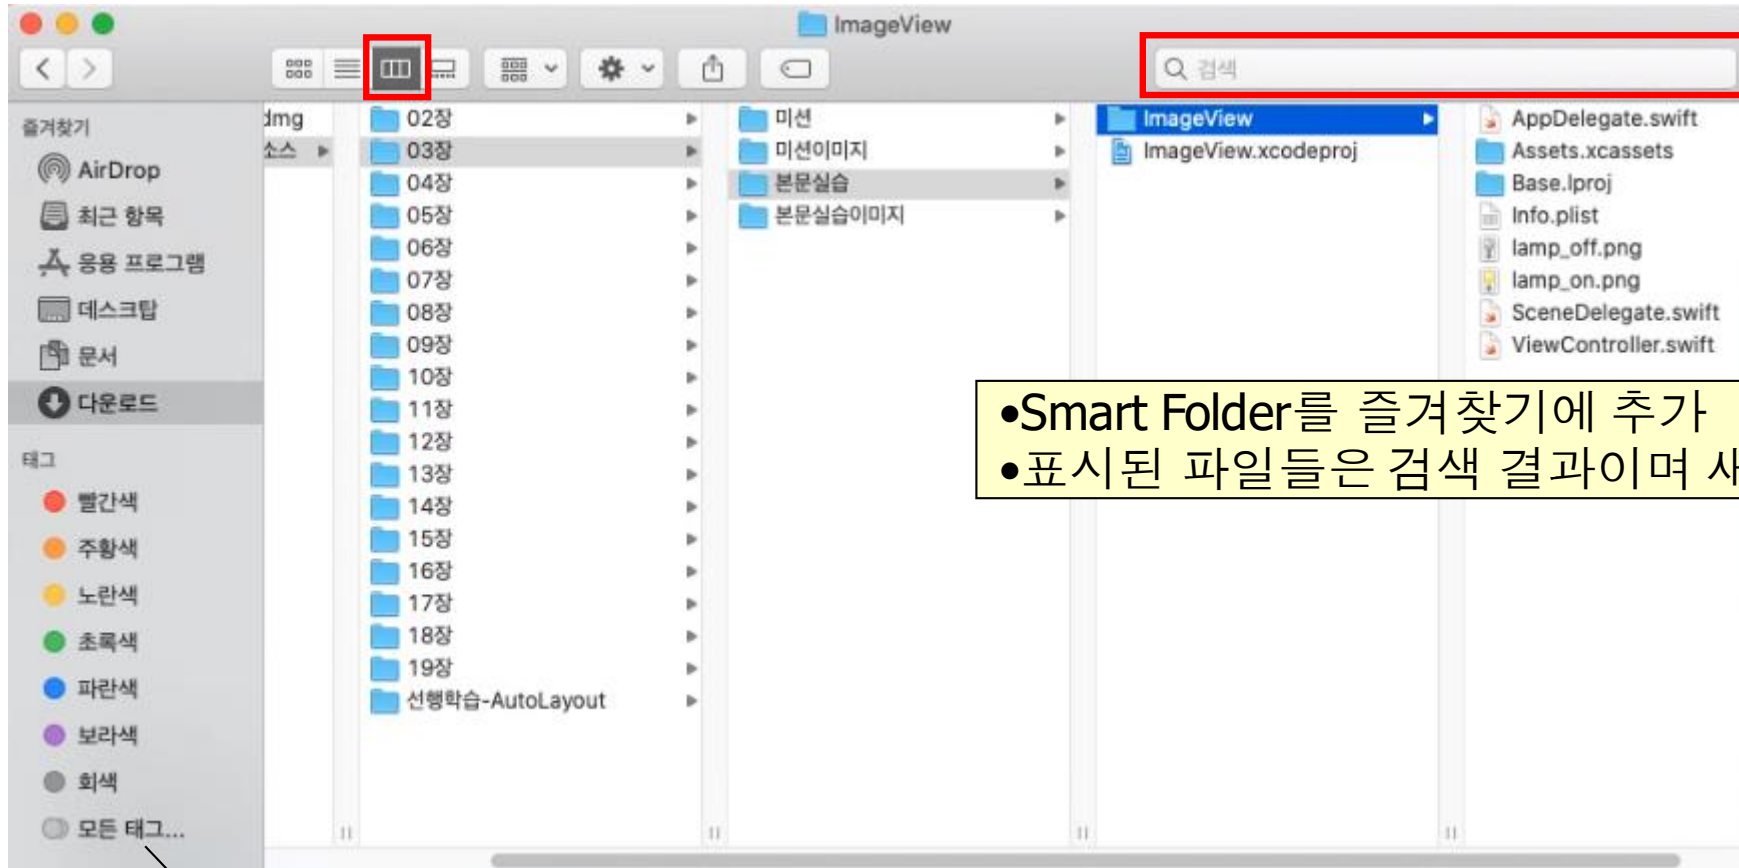 ImageView
검색
즐겨찾기
AirDrop
최근 항목
응용 프로그램
데스크탑
문서
다운로드
태그
빨간색
주황색
노란색
초록색
파란색
보라색
회색
모든 태그...
dmg
소스
02장
03장
04장
05장
06장
07장
08장
09장
10장
11장
12장
13장
14장
15장
16장
17장
18장
19장
선행학습-AutoLayout
미션
미션이미지
본문실습
본문실습이미지
ImageView
ImageView.xcodeproj
AppDelegate.swift
Assets.xcassets
Base.lproj
Info.plist
lamp_off.png
lamp_on.png
SceneDelegate.swift
ViewController.swift
•Smart Folder를 즐겨찾기에 추가
•표시된 파일들은 검색 결과이며